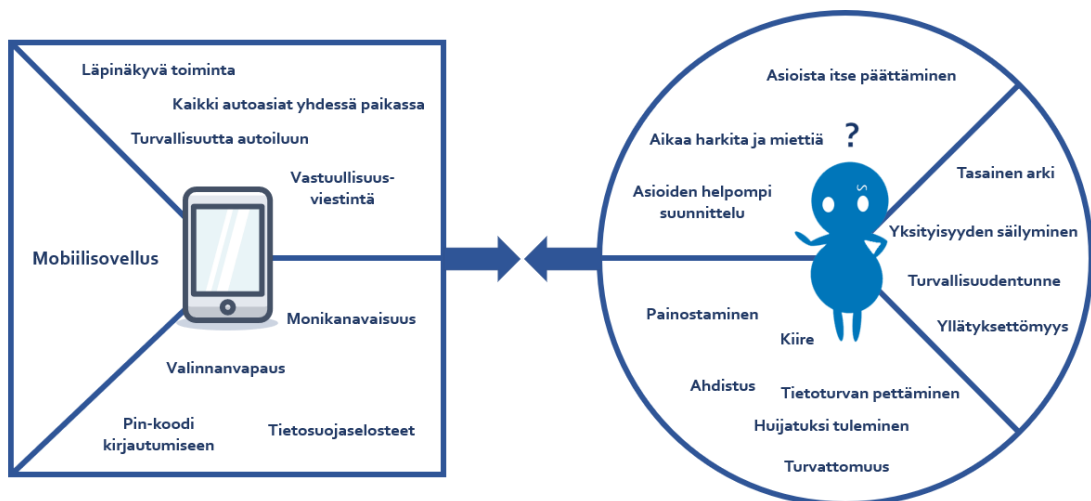 Läpinäkyvä toiminta
Kaikki autoasiat yhdessä paikassa
Turvallisuutta autoiluun
Vastuullisuus-
viestintä
Mobiilisovellus
Monikanavaisuus
Valinnanvapaus
Pin-koodi
kirjautumiseen
Tietosuojaselosteet
Asioista itse päättäminen
Aikaa harkita ja miettiä
?
Asioiden helpompi
suunnittelu
Tasainen arki
Yksityisyyden säilyminen
Turvallisuudentunne
Yllätyksettömyys
Painostaminen
Kiire
Ahdistus
Tietoturvan pettäminen
Huijatuksi tuleminen
Turvattomuus